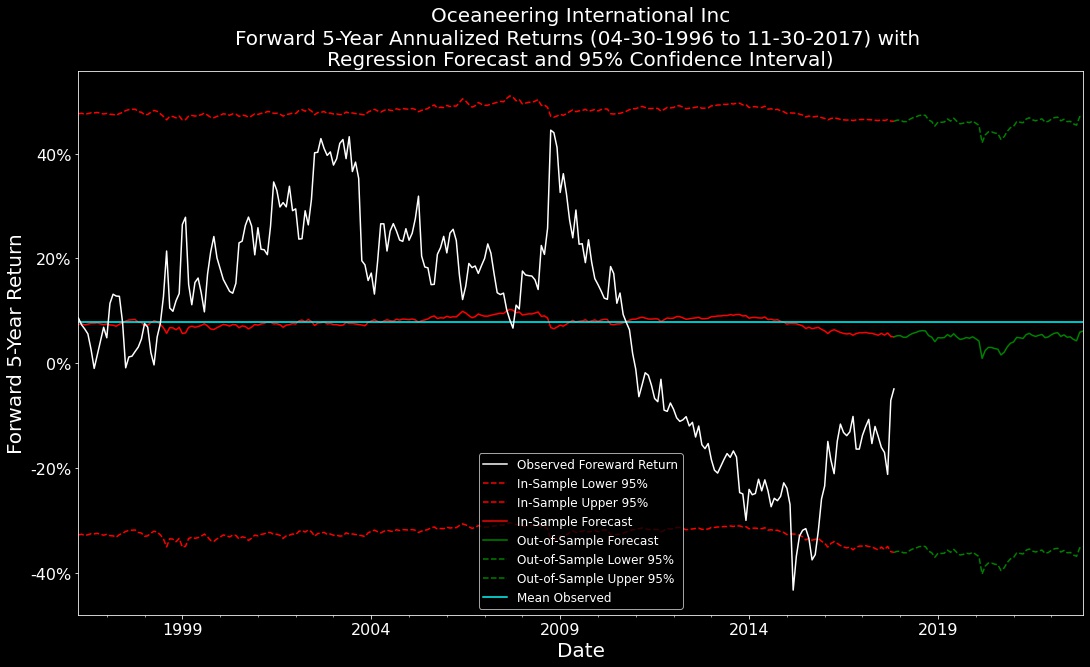 Oceaneering International Inc
Forward 5-Year Annualized Returns (04-30-1996 to 11-30-2017) with
Regression Forecast and 95% Confidence Interval)
Forward 5-Year Return
40%
20%
0%
-20%
-40%
Observed Foreward Return
In-Sample Lower 95%
In-Sample Upper 95%
In-Sample Forecast
Out-of-Sample Forecast
Out-of-Sample Lower 95%
Out-of-Sample Upper 95%
Mean Observed
1999 2004 2009 2014 2019
Date